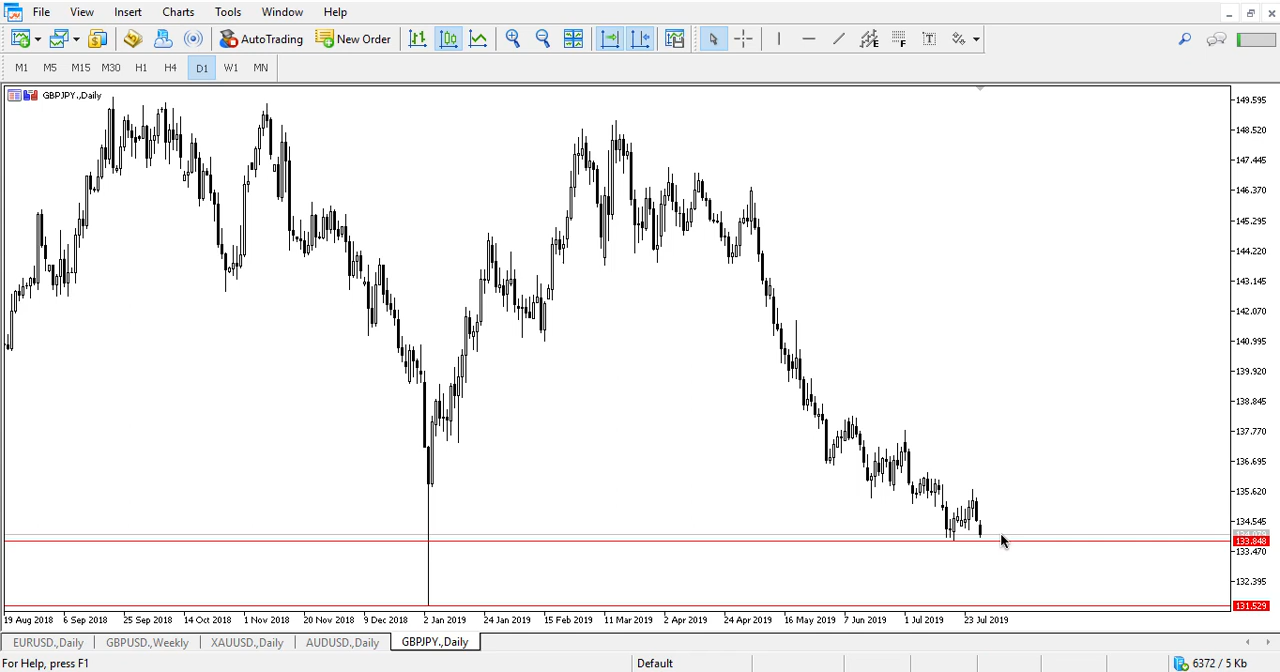 File View Insert Charts Tools Window Help
AutoTrading New Order
M1 M5 M15 M30 H1 H4 D1 W1 MN
GBPJPY.,Daily
149.595
148.520
147.445
146.370
145.295
144.220
143.145
142.070
140.995
139.920
138.845
137.770
136.695
135.620
134.545
133.848
133.470
132.395
131.529
19 Aug 2018 6 Sep 2018 25 Sep 2018 14 Oct 2018 1 Nov 2018 20 Nov 2018 9 Dec 2018 2 Jan 2019 24 Jan 2019 15 Feb 2019 11 Mar 2019 2 Apr 2019 24 Apr 2019 16 May 2019 7 Jun 2019 1 Jul 2019 23 Jul 2019
EURUSD.,Daily GBPUSD.,Weekly XAUUSD.,Daily AUDUSD.,Daily GBPJPY.,Daily
For Help, press F1 Default 6372 / 5 Kb